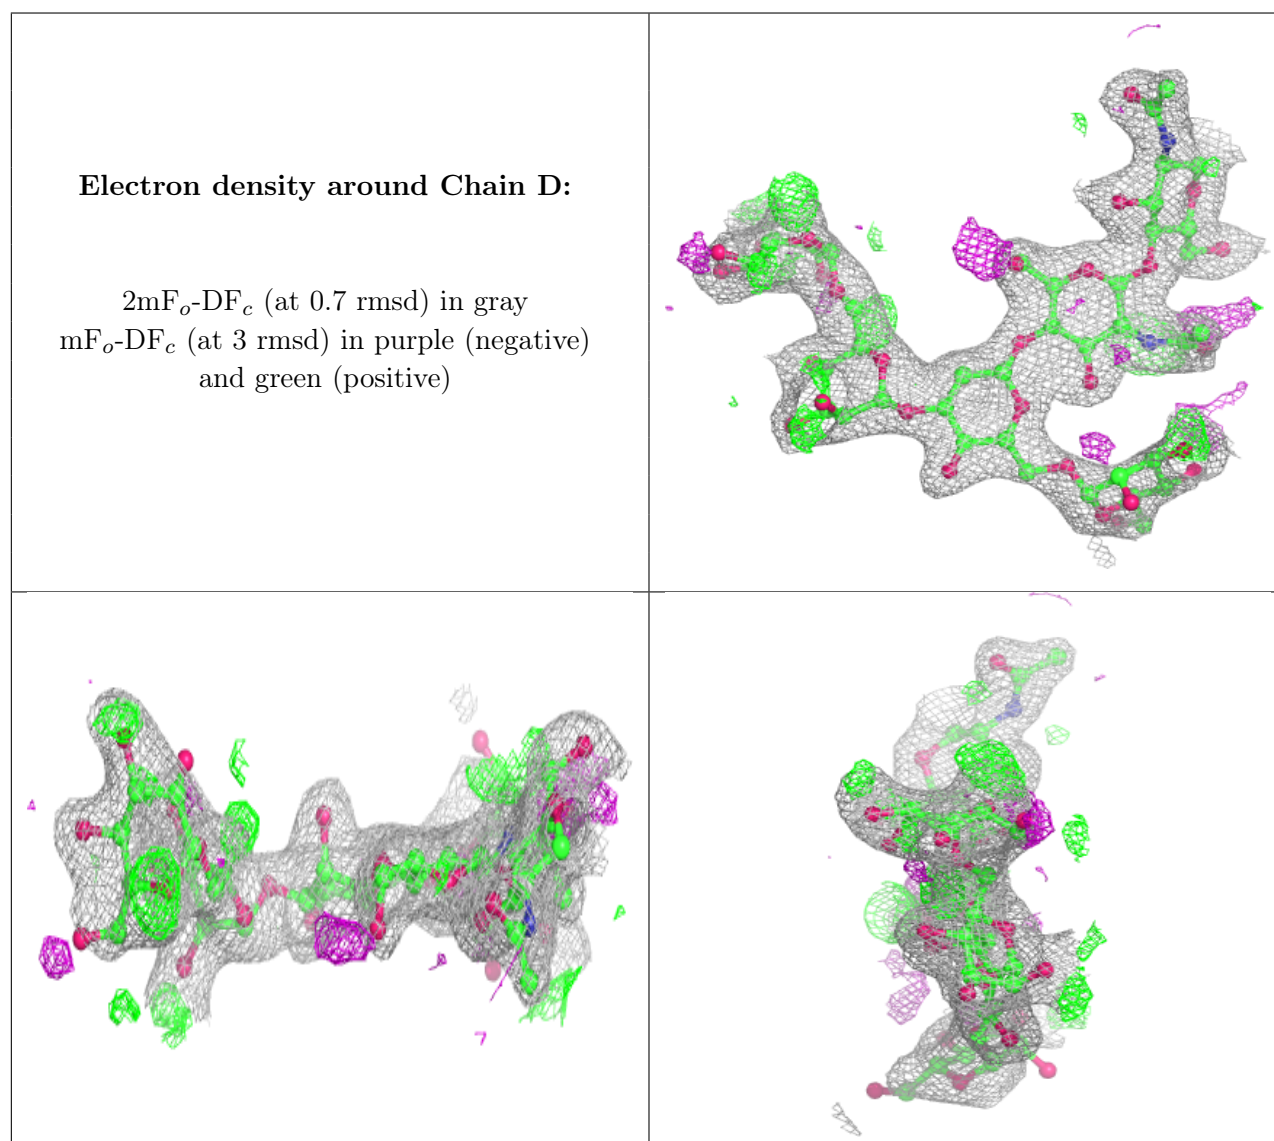 Electron density around Chain D:
2mFₒ-DF𝒸 (at 0.7 rmsd) in gray
mFₒ-DF𝒸 (at 3 rmsd) in purple (negative)
and green (positive)